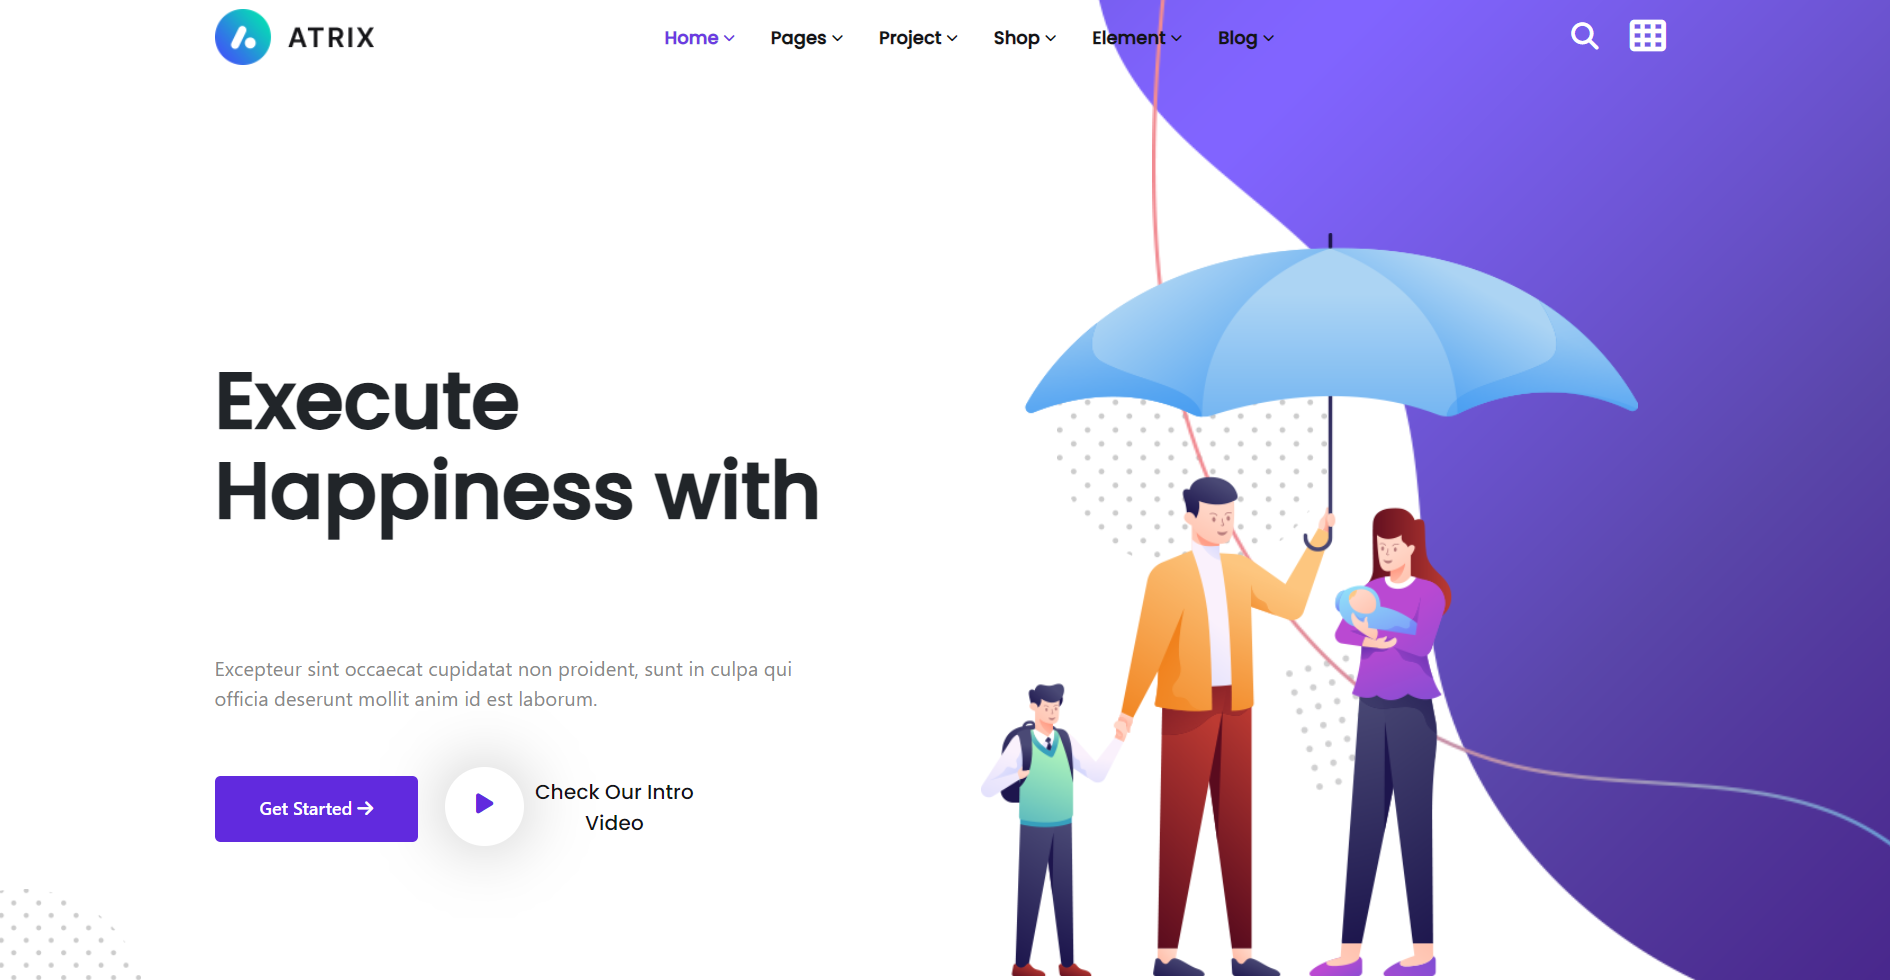 ATRIX
Home
Pages
Project
Shop
Element
Blog
Execute
Happiness with
Excepteur sint occaecat cupidatat non proident, sunt in culpa qui
officia deserunt mollit anim id est laborum.
Get Started
Check Our Intro
Video